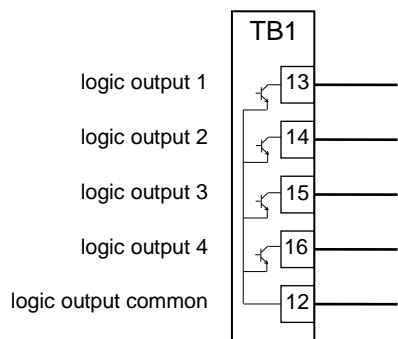 TB1
logic output 1 13
logic output 2 14
logic output 3 15
logic output 4 16
logic output common 12